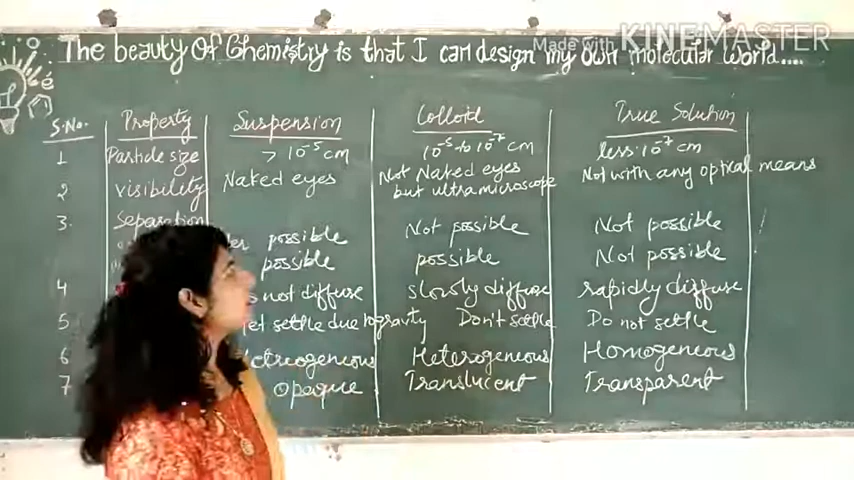 Made with KINEMASTER
The beauty Of Chemistry is that I can design my own molecular world....
S.No. Property Suspension Colloid True Solution
1 Particle size > 10⁻⁵ cm 10⁻⁵ to 10⁻⁷ cm less 10⁻⁷ cm
2 visibility Naked eyes Not Naked eyes Not with any optical means
but ultramicroscope
3. Separation
possible Not possible Not possible
possible possible Not possible
4 not diffuse slowly diffuse rapidly diffuse
5 settle due to gravity Don't settle Do not settle
6 Heterogeneous Homogeneous
7 opaque Translucent Transparent